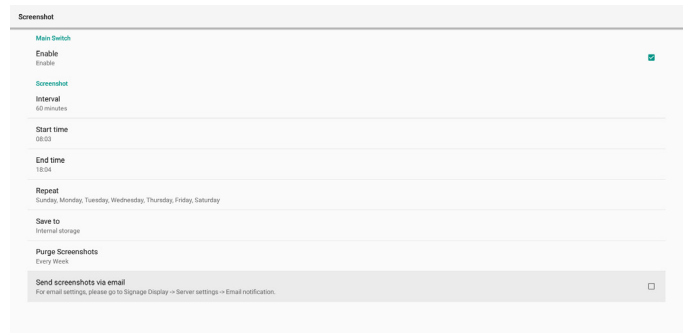 Screenshot
Main Switch
Enable
Enable
Screenshot
Interval
60 minutes
Start time
08:03
End time
18:04
Repeat
Sunday, Monday, Tuesday, Wednesday, Thursday, Friday, Saturday
Save to
Internal storage
Purge Screenshots
Every Week
Send screenshots via email
For email settings, please go to Signage Display -> Server settings -> Email notification.